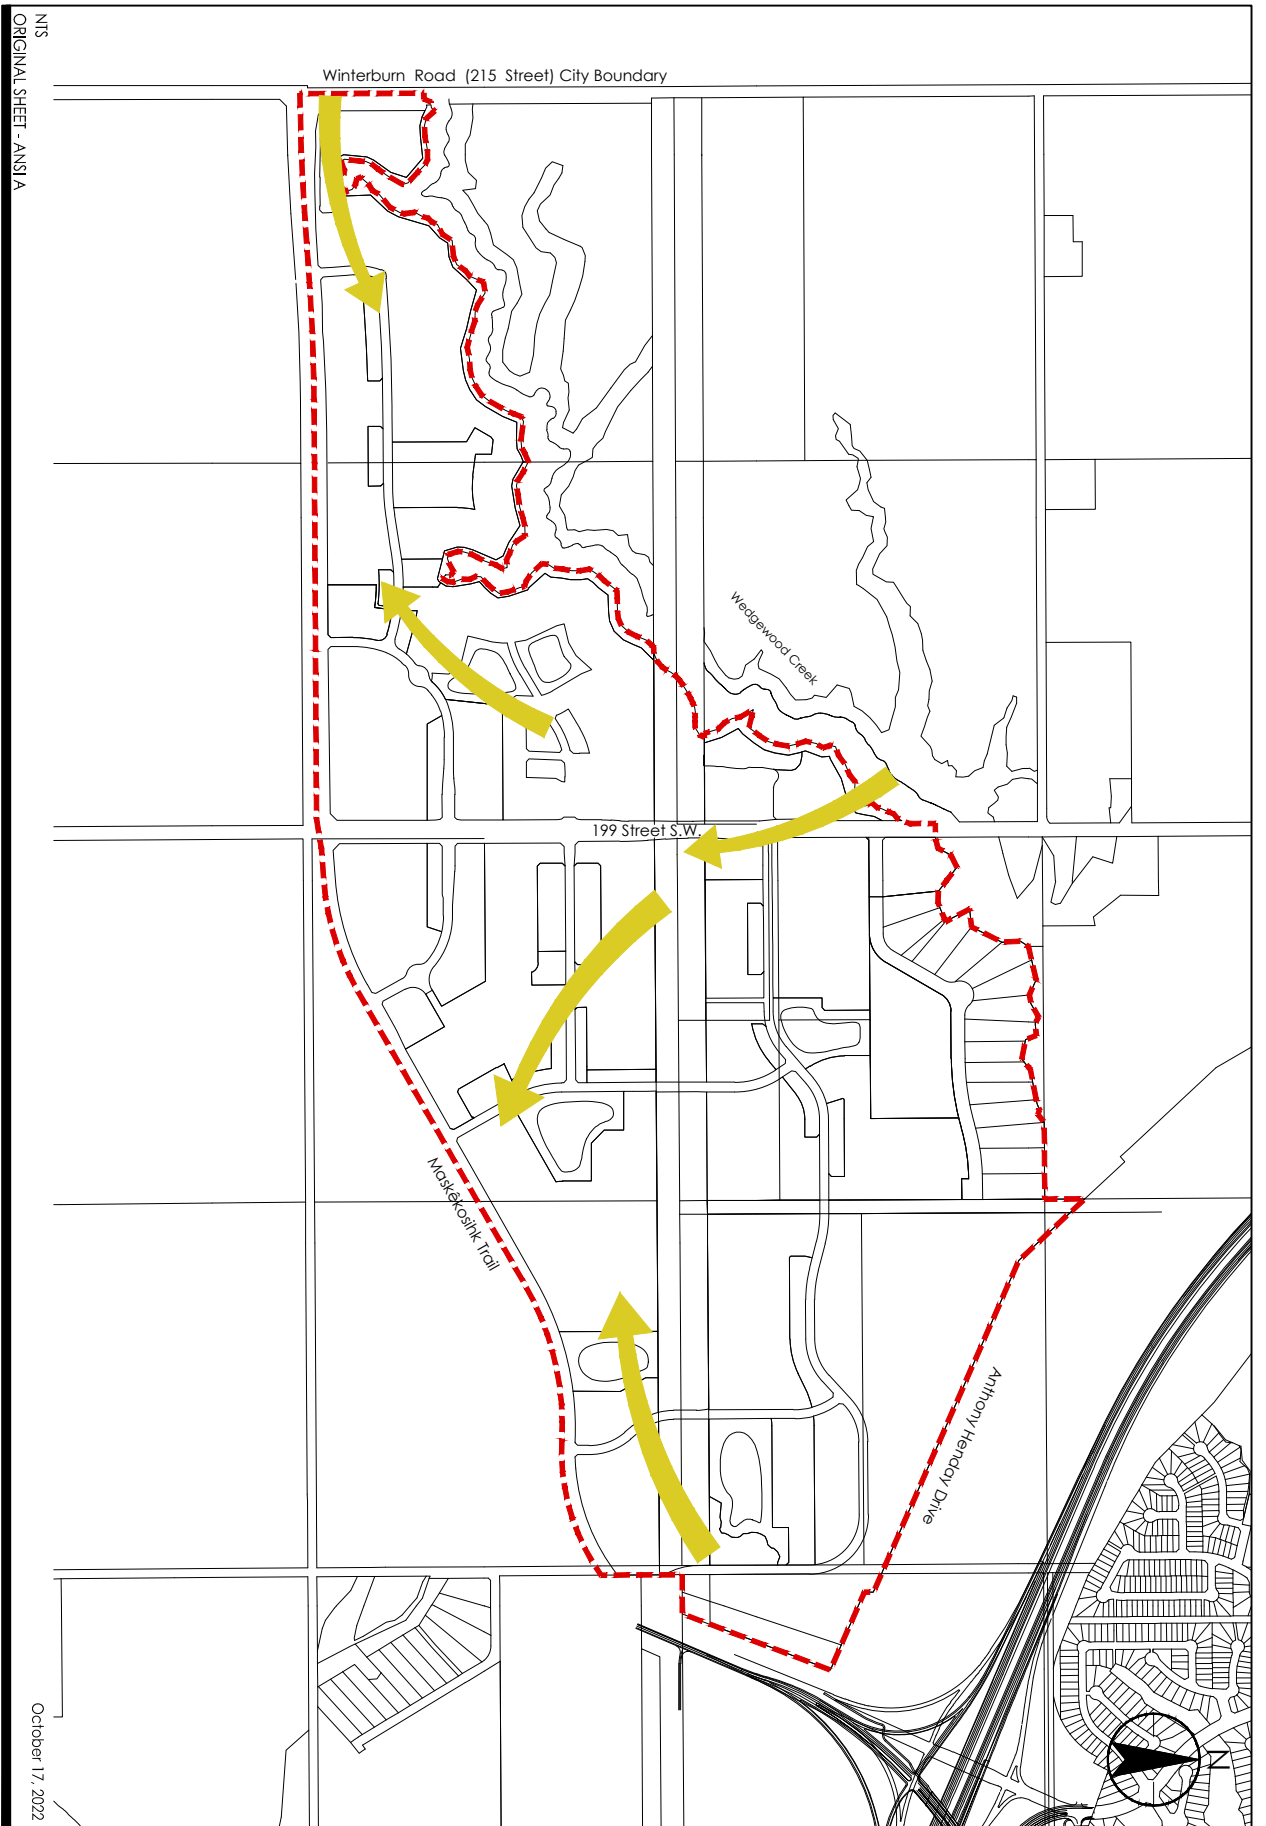 Winterburn Road (215 Street) City Boundary
NTS
ORIGINAL SHEET - ANSI A
Wedgewood Creek
199 Street S.W.
Maskêkosihk Trail
Anthony Henday Drive
N
October 17, 2022